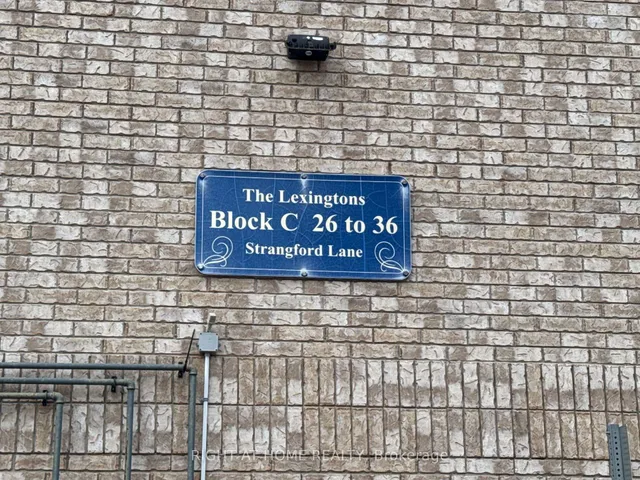 The Lexingtons
Block C 26 to 36
Strangford Lane
RIGHT AT HOME REALTY, Brokerage